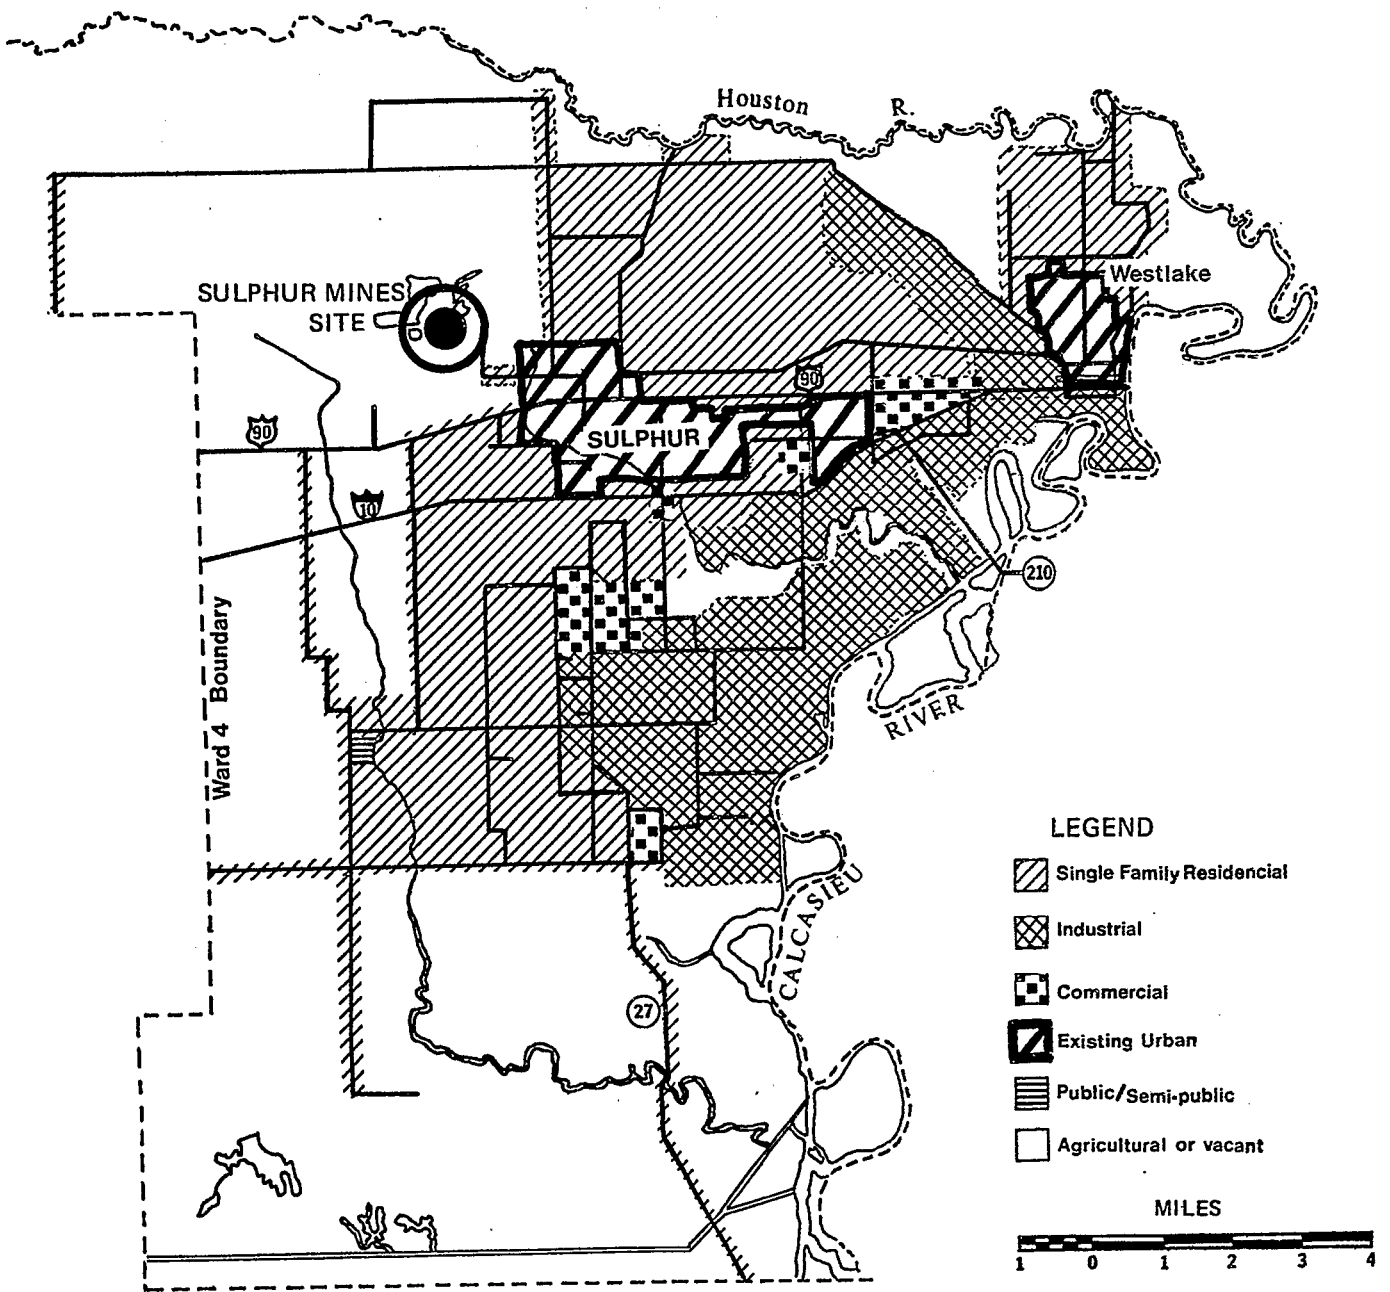 Houston R.
Westlake
SULPHUR MINES
SITE
90
90
SULPHUR
10
210
Ward 4 Boundary
RIVER
CALCASIEU
27
LEGEND
Single Family Residencial
Industrial
Commercial
Existing Urban
Public/Semi-public
Agricultural or vacant
MILES
1 0 1 2 3 4